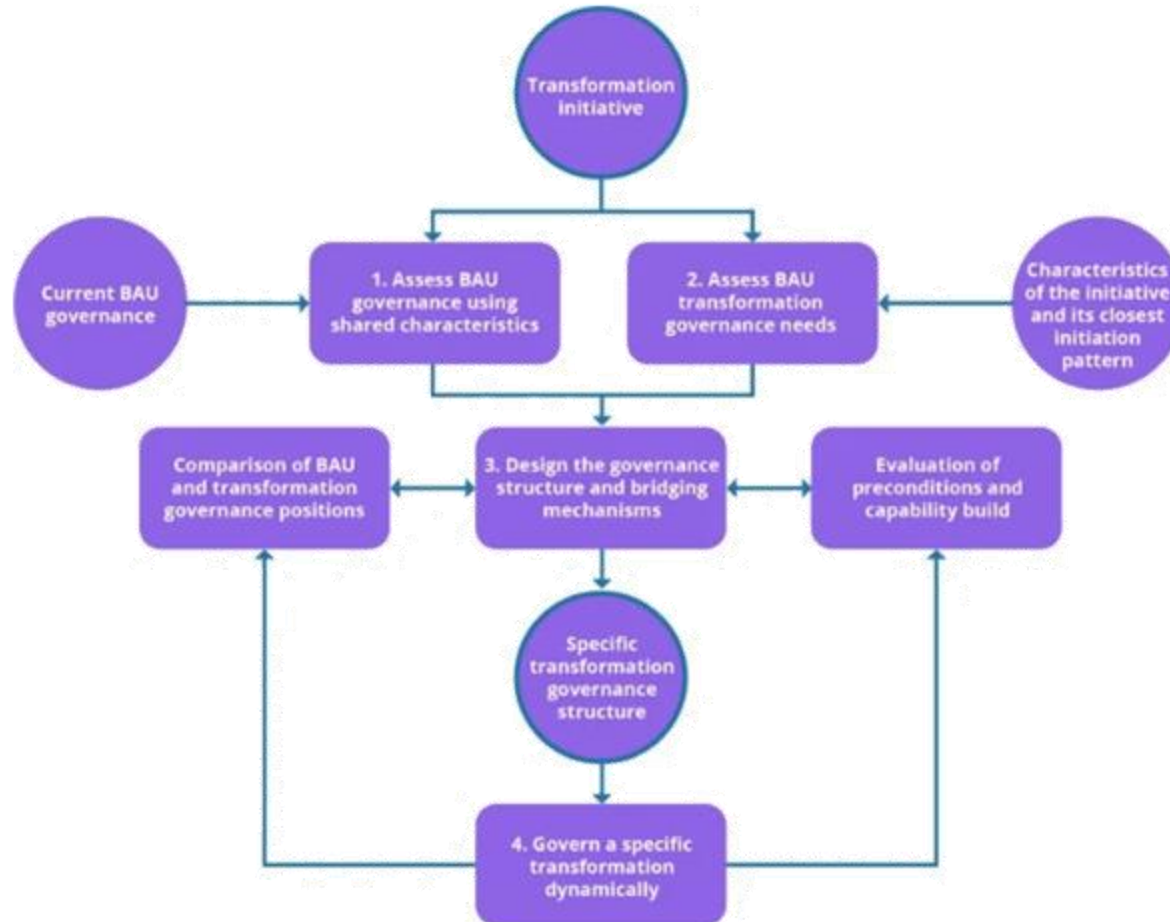 Transformation
initiative
Current BAU
governance
1. Assess BAU
governance using
shared characteristics
2. Assess BAU
transformation
governance needs
Characteristics
of the initiative
and its closest
initiation
pattern
Comparison of BAU
and transformation
governance positions
3. Design the governance
structure and bridging
mechanisms
Evaluation of
preconditions and
capability build
Specific
transformation
governance
structure
4. Govern a specific
transformation
dynamically